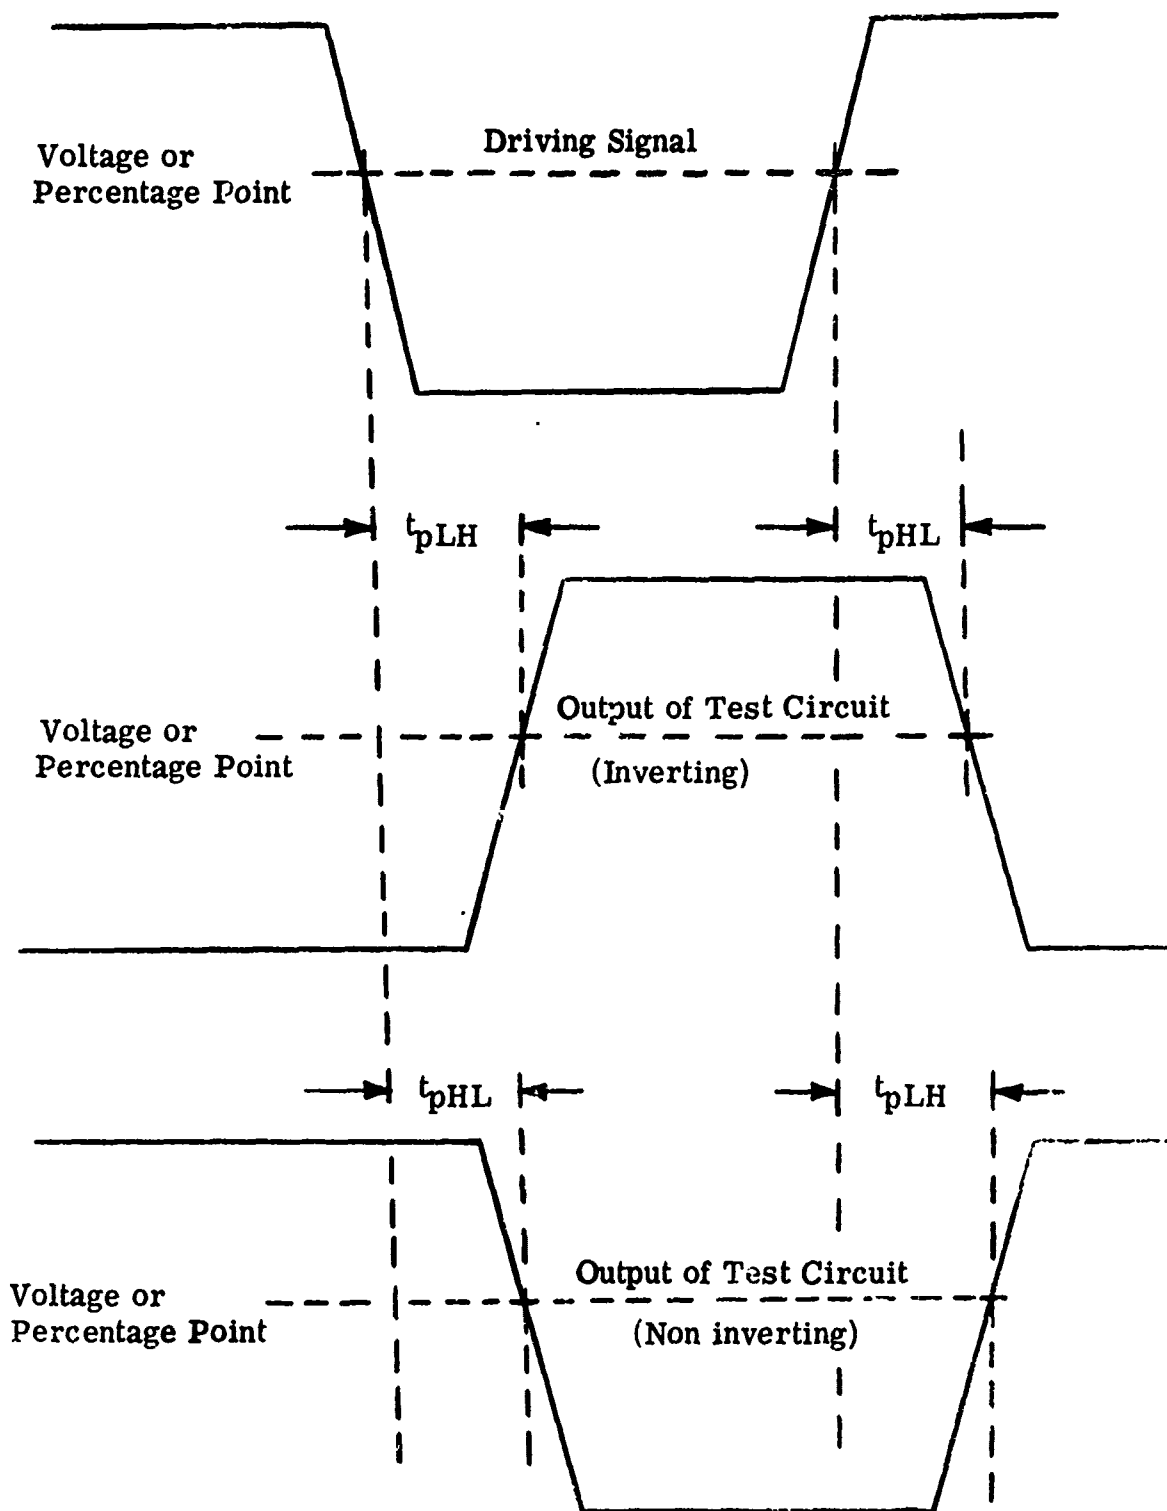 Driving Signal
Voltage or
Percentage Point
tpLH
tpHL
Output of Test Circuit
Voltage or
Percentage Point
(Inverting)
tpHL
tpLH
Output of Test Circuit
Voltage or
Percentage Point
(Non inverting)